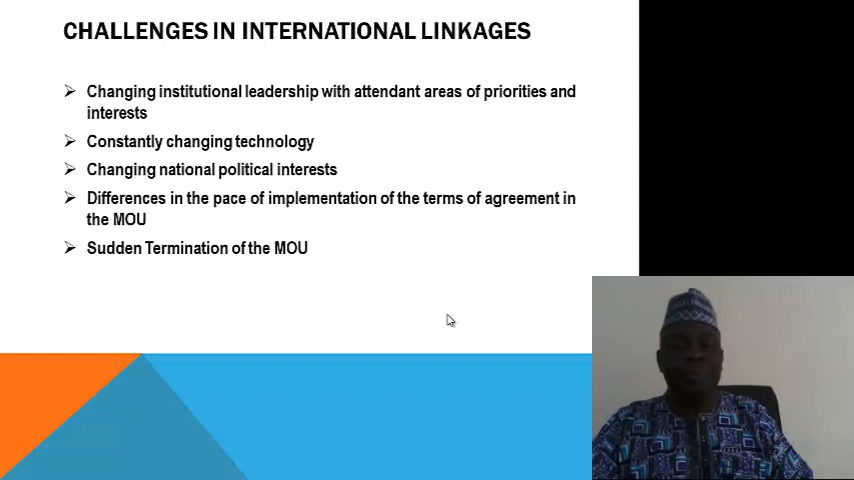 CHALLENGES IN INTERNATIONAL LINKAGES
➢ Changing institutional leadership with attendant areas of priorities and
interests
➢ Constantly changing technology
➢ Changing national political interests
➢ Differences in the pace of implementation of the terms of agreement in
the MOU
➢ Sudden Termination of the MOU